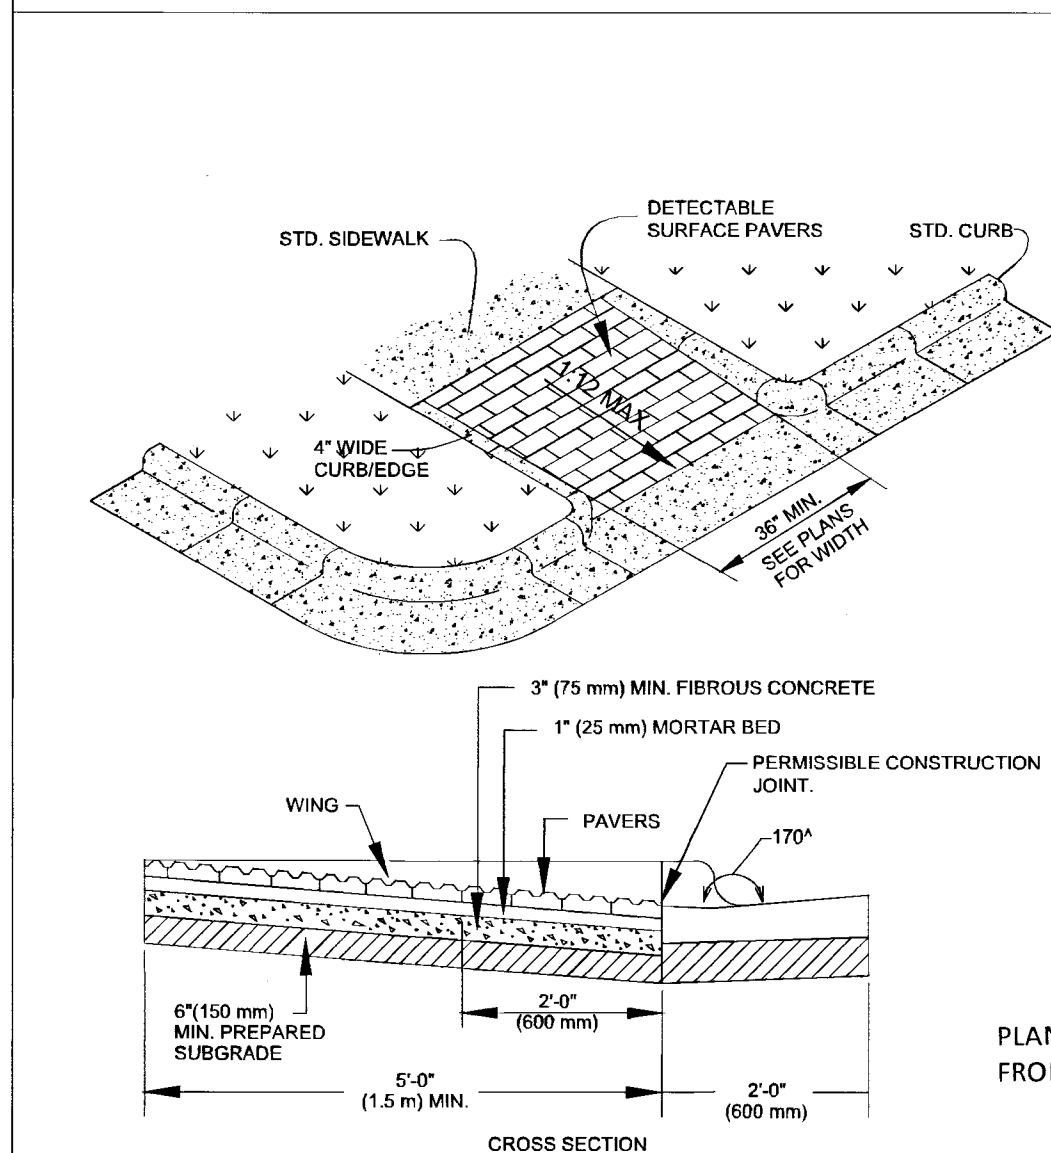 DETECTABLE
SURFACE PAVERS
STD. SIDEWALK
STD. CURB
1:12 MAX
4" WIDE
CURB/EDGE
36" MIN.
SEE PLANS
FOR WIDTH
3" (75 mm) MIN. FIBROUS CONCRETE
1" (25 mm) MORTAR BED
PERMISSIBLE CONSTRUCTION
JOINT.
WING
PAVERS
170^
6"(150 mm)
MIN. PREPARED
SUBGRADE
2'-0"
(600 mm)
5'-0"
(1.5 m) MIN.
2'-0"
(600 mm)
CROSS SECTION